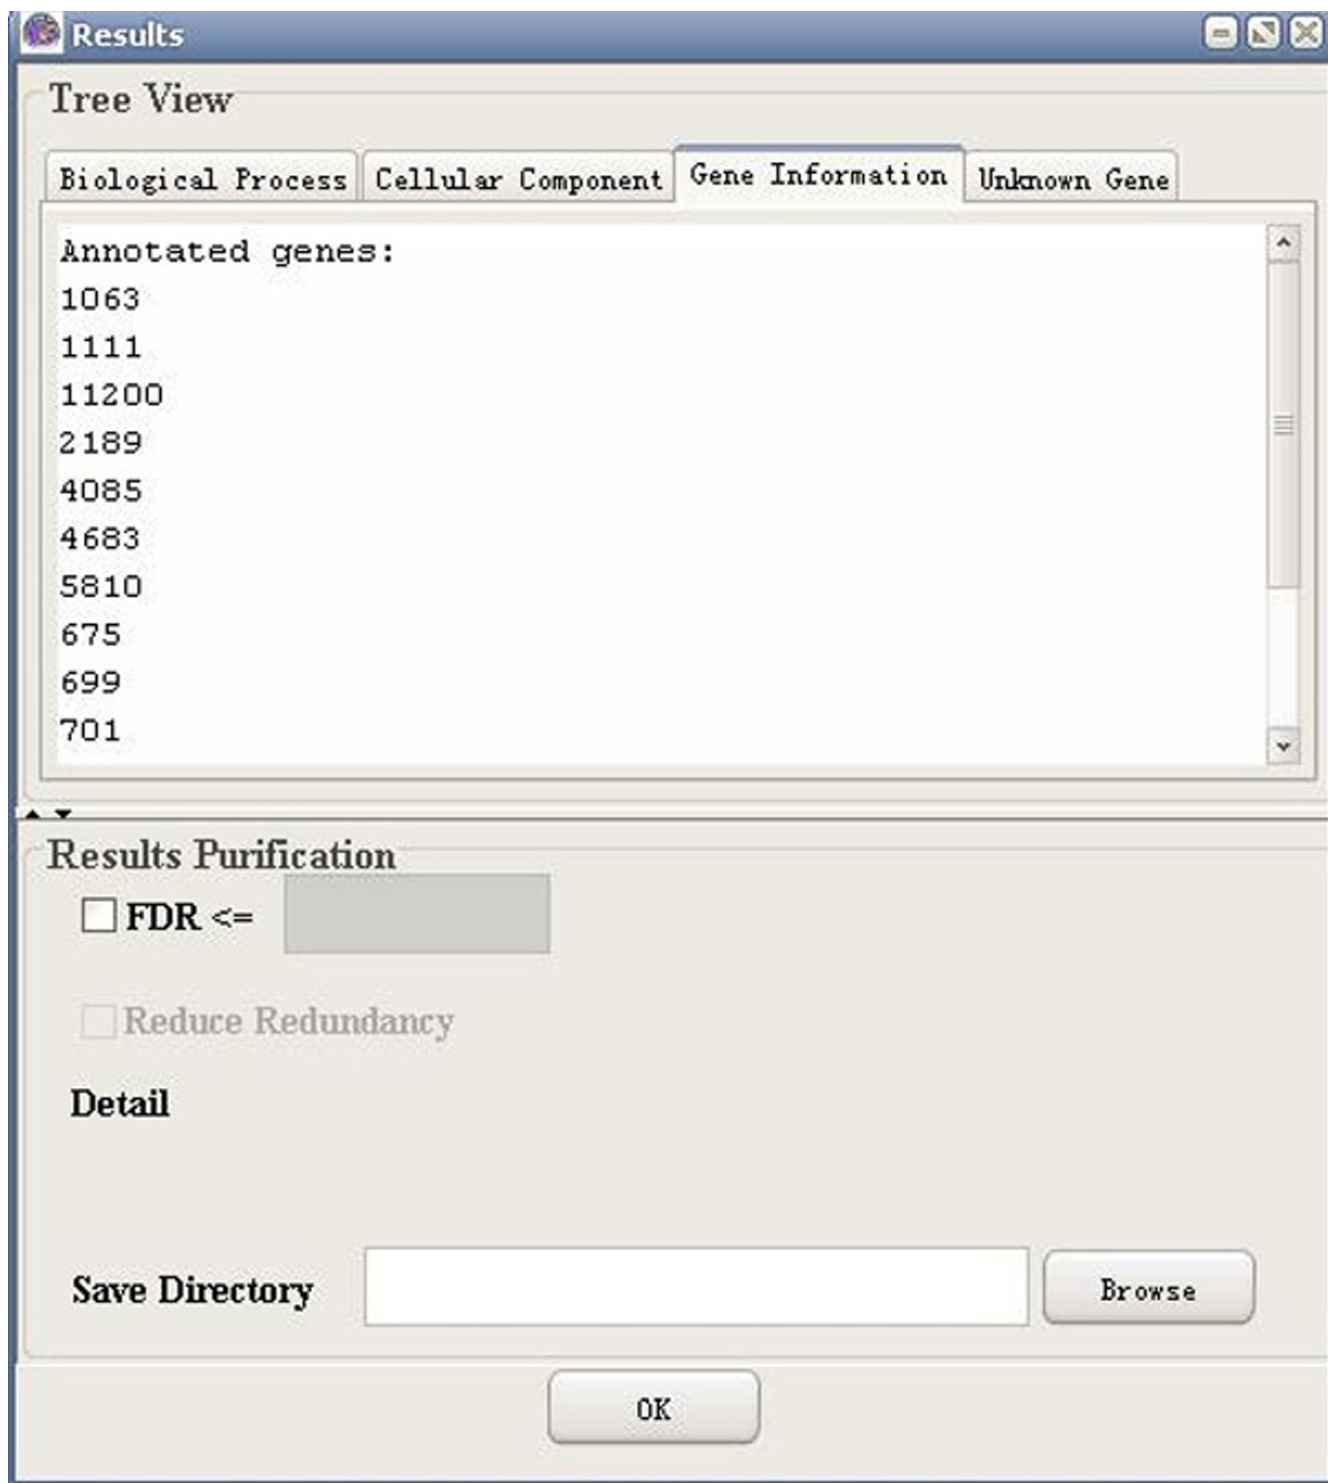 Results
Tree View
Biological Process Cellular Component Gene Information Unknown Gene
Annotated genes:
1063
1111
11200
2189
4085
4683
5810
675
699
701
Results Purification
FDR <=
Reduce Redundancy
Detail
Save Directory Browse
OK